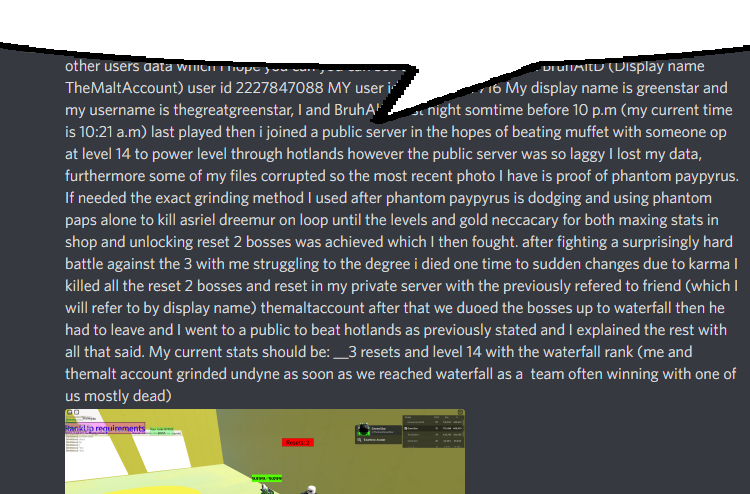 other users data which I hope you can BruhAltD (Display name
TheMaltAccount) user id 2227847088 MY user 16 My display name is greenstar and
my username is thegreatgreenstar, I and night somtime before 10 p.m (my current time
is 10:21 a.m) last played then i joined a public server in the hopes of beating muffet with someone op
at level 14 to power level through hotlands however the public server was so laggy I lost my data,
furthermore some of my files corrupted so the most recent photo I have is proof of phantom paypyrus.
If needed the exact grinding method I used after phantom paypyrus is dodging and using phantom
paps alone to kill asriel dreemur on loop until the levels and gold neccacary for both maxing stats in
shop and unlocking reset 2 bosses was achieved which I then fought. after fighting a surprisingly hard
battle against the 3 with me struggling to the degree i died one time to sudden changes due to karma I
killed all the reset 2 bosses and reset in my private server with the previously refered to friend (which I
will refer to by display name) themaltaccount after that we duoed the bosses up to waterfall then he
had to leave and I went to a public to beat hotlands as previously stated and I explained the rest with
all that said. My current stats should be: __3 resets and level 14 with the waterfall rank (me and
themalt account grinded undyne as soon as we reached waterfall as a team often winning with one of
us mostly dead)
RankUp requirements
Resets: 2